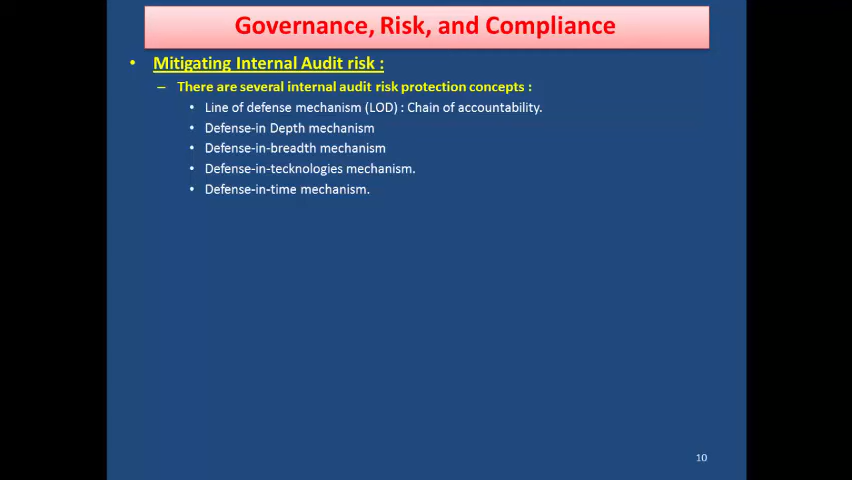 Governance, Risk, and Compliance
• Mitigating Internal Audit risk :
– There are several internal audit risk protection concepts :
• Line of defense mechanism (LOD) : Chain of accountability.
• Defense-in Depth mechanism
• Defense-in-breadth mechanism
• Defense-in-tecknologies mechanism.
• Defense-in-time mechanism.
10